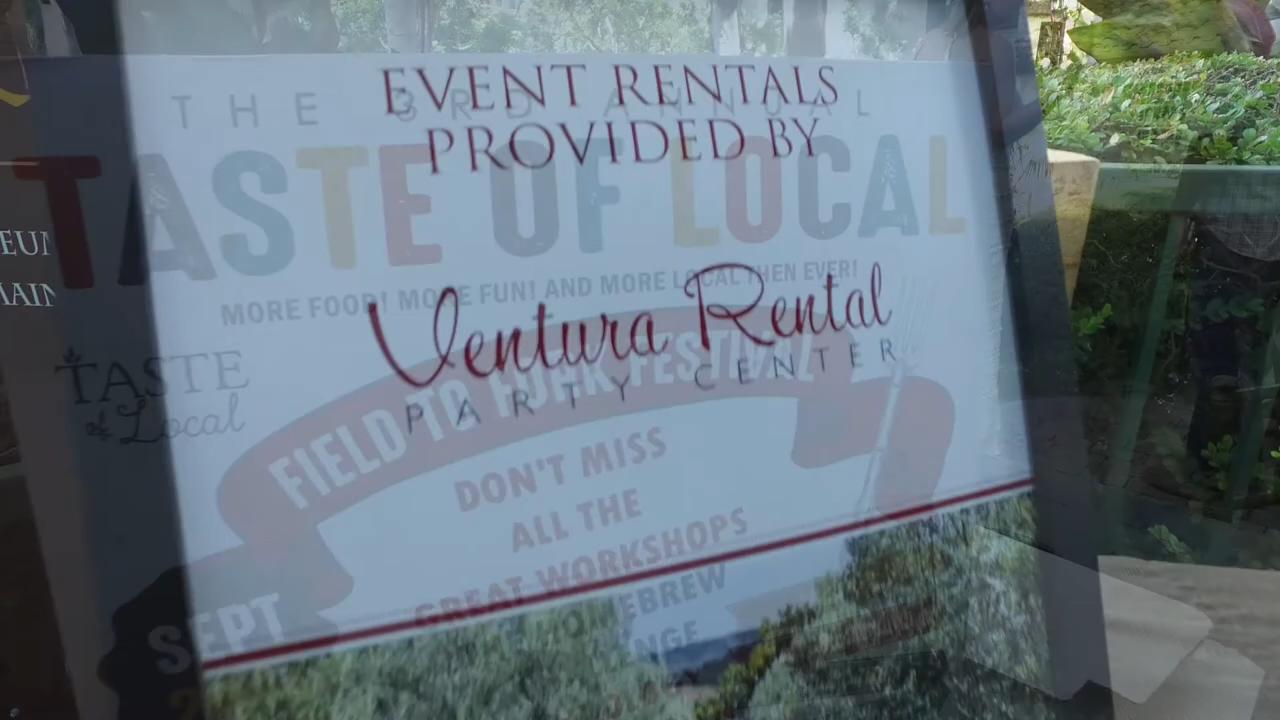 EVENT RENTALS
PROVIDED BY
Ventura Rental
PARTY CENTER
THE 3RD ANNUAL
TASTE OF LOCAL
MORE FOOD! MORE FUN! AND MORE LOCAL THEN EVER!
TASTE
of Local
FIELD TO FORK FESTIVAL
DON'T MISS
ALL THE
GREAT WORKSHOPS
SEPT